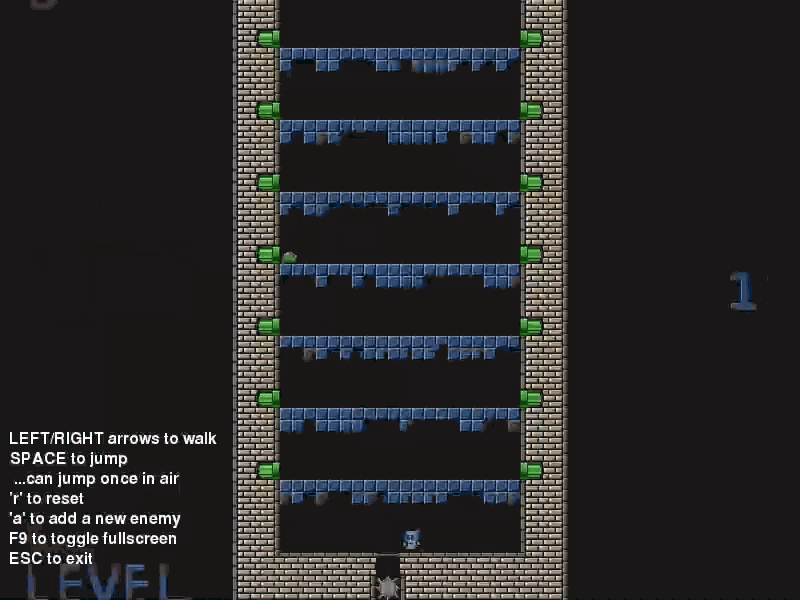 1
LEFT/RIGHT arrows to walk
SPACE to jump
...can jump once in air
'r' to reset
'a' to add a new enemy
F9 to toggle fullscreen
ESC to exit
LEVEL